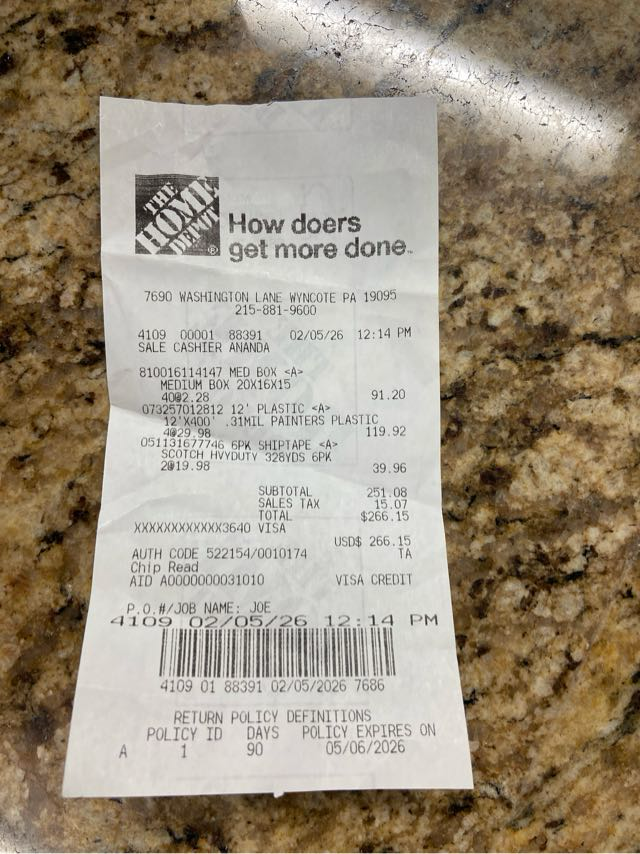 THE
HOME
DEPOT
®
How doers
get more done™
7690 WASHINGTON LANE WYNCOTE PA 19095
215-881-9600
4109 00001 88391 02/05/26 12:14 PM
SALE CASHIER ANANDA
810016114147 MED BOX <A>
MEDIUM BOX 20X16X15
40@2.28 91.20
073257012812 12' PLASTIC <A>
12'X400' .31MIL PAINTERS PLASTIC
4@29.98 119.92
051131677746 6PK SHIPTAPE <A>
SCOTCH HVYDUTY 328YDS 6PK
2@19.98 39.96
SUBTOTAL 251.08
SALES TAX 15.07
TOTAL $266.15
XXXXXXXXXXXX3640 VISA
USD$ 266.15
AUTH CODE 522154/0010174 TA
Chip Read
AID A0000000031010 VISA CREDIT
P.O.#/JOB NAME: JOE
4109 02/05/26 12:14 PM
4109 01 88391 02/05/2026 7686
RETURN POLICY DEFINITIONS
POLICY ID DAYS POLICY EXPIRES ON
A 1 90 05/06/2026